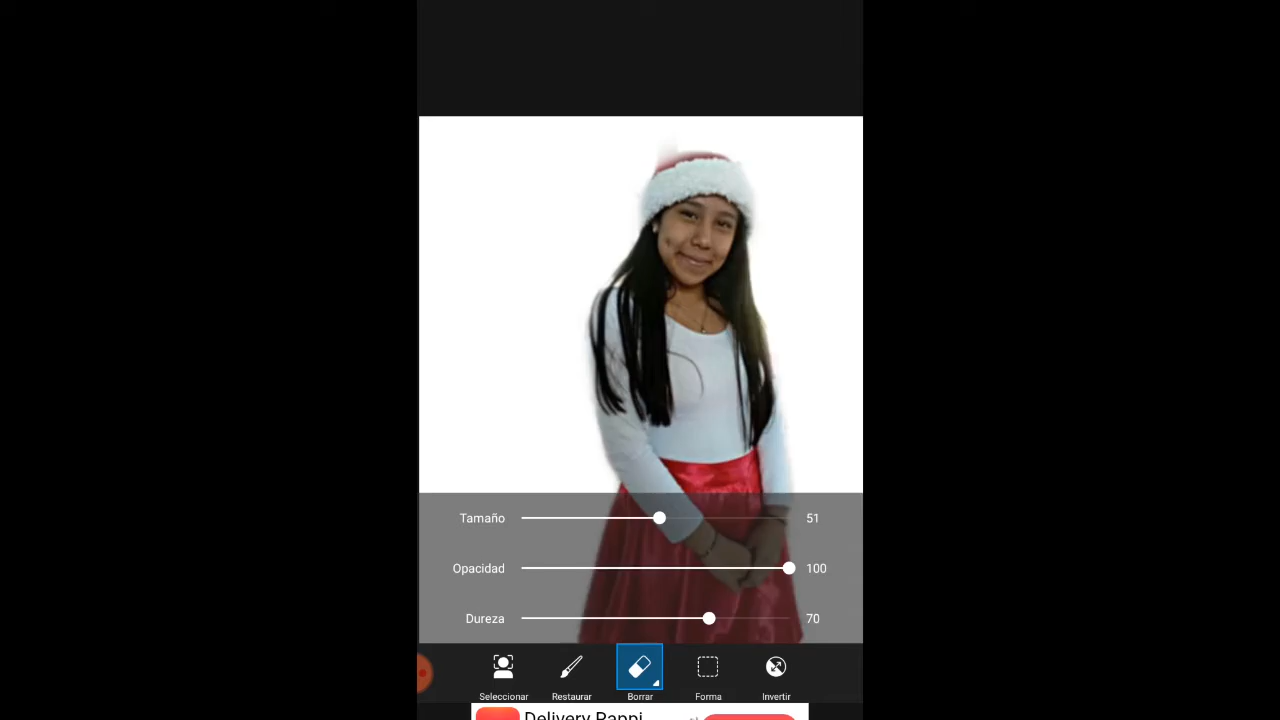 Tamaño 51
Opacidad 100
Dureza 70
Seleccionar Restaurar Borrar Forma Invertir
Delivery Rappi